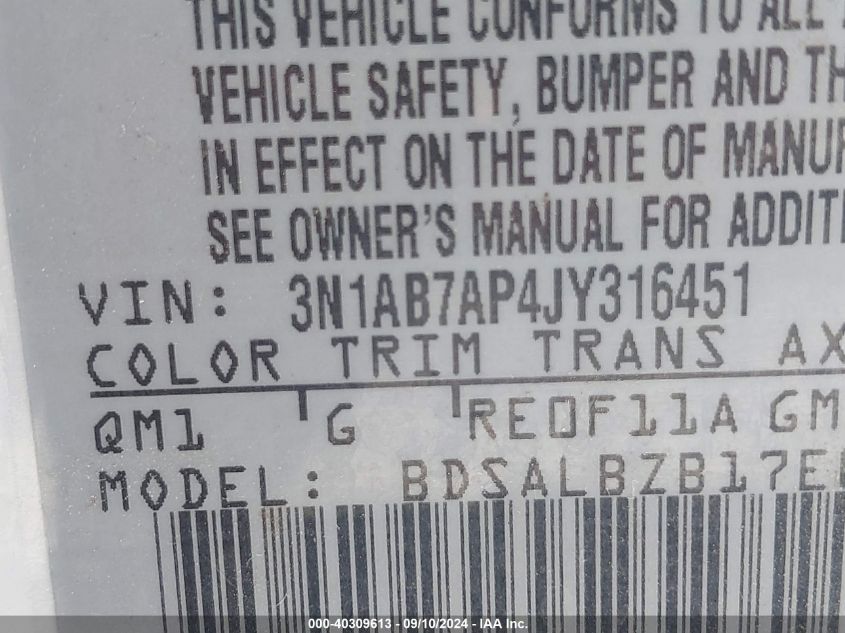 THIS VEHICLE CONFORMS TO ALL
VEHICLE SAFETY, BUMPER AND TH
IN EFFECT ON THE DATE OF MANUF
SEE OWNER'S MANUAL FOR ADDITI
VIN: 3N1AB7AP4JY316451
COLOR TRIM TRANS AX
QM1 G RE0F11A GM
MODEL: BDSALBZB17E
000-40309613 - 09/10/2024 - IAA Inc.